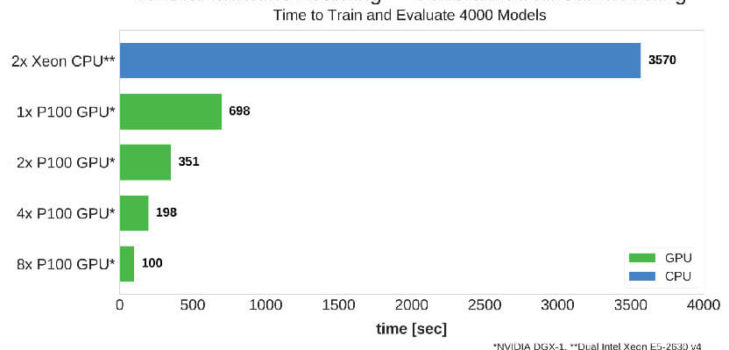 Time to Train and Evaluate 4000 Models
2x Xeon CPU** 3570
1x P100 GPU* 698
2x P100 GPU* 351
4x P100 GPU* 198
8x P100 GPU* 100
GPU
CPU
0 500 1000 1500 2000 2500 3000 3500 4000
time [sec]
*NVIDIA DGX-1, **Dual Intel Xeon E5-2630 v4